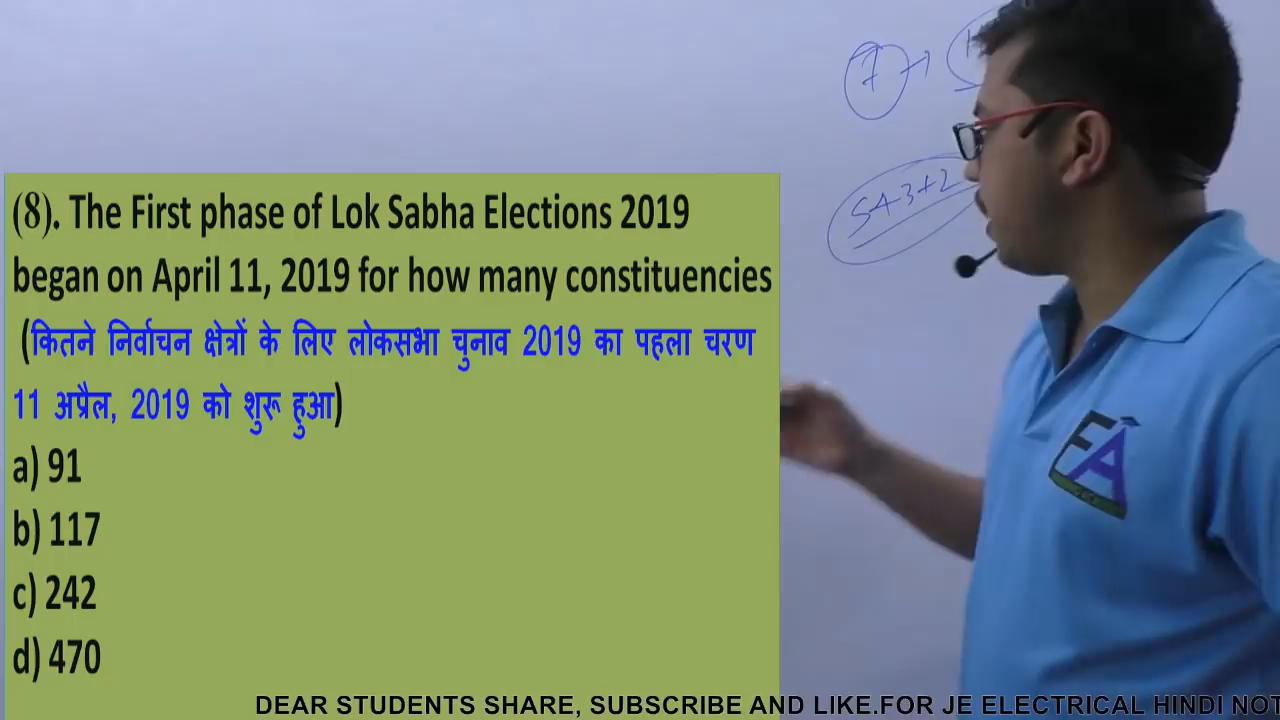 7 →
543+2
(8). The First phase of Lok Sabha Elections 2019
began on April 11, 2019 for how many constituencies
(कितने निर्वाचन क्षेत्रों के लिए लोकसभा चुनाव 2019 का पहला चरण
11 अप्रैल, 2019 को शुरू हुआ)
a) 91
b) 117
c) 242
d) 470
EA
DEAR STUDENTS SHARE, SUBSCRIBE AND LIKE.FOR JE ELECTRICAL HINDI NOT